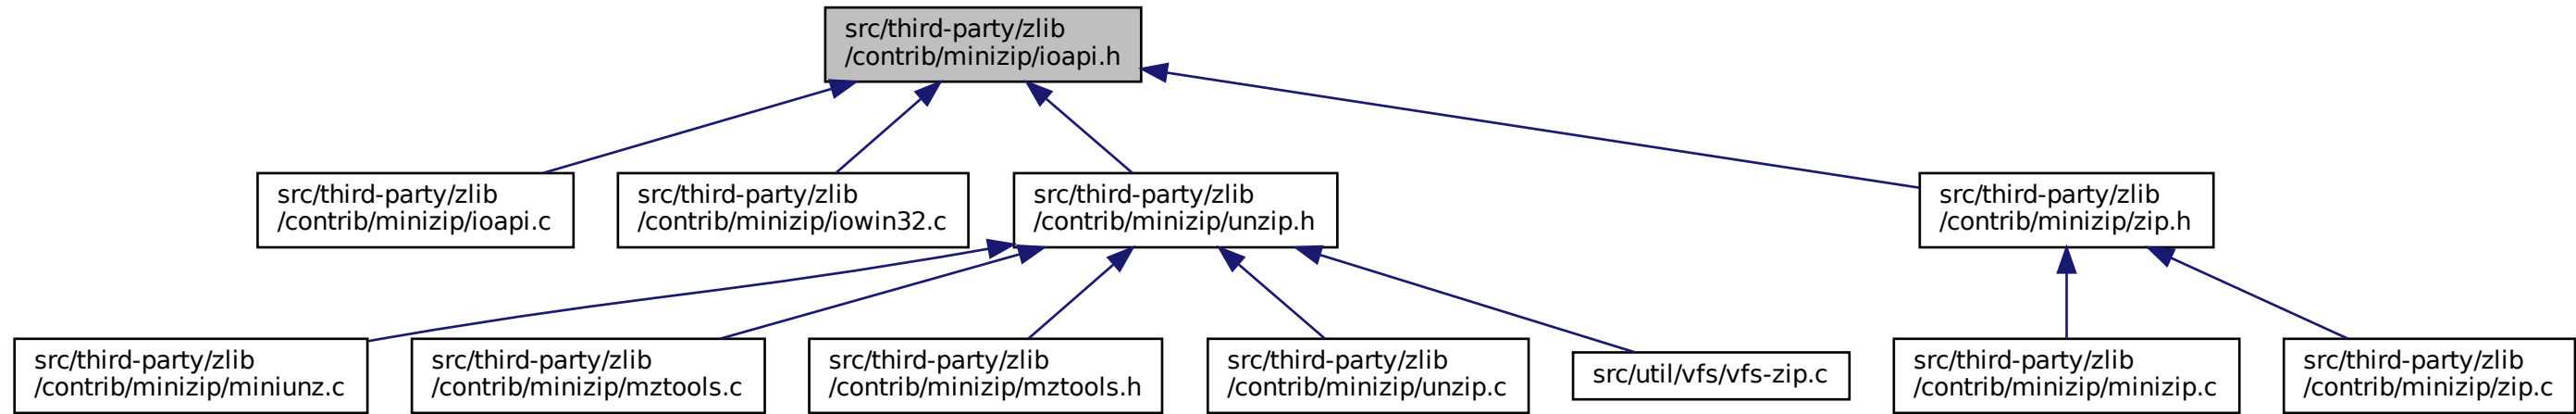 src/third-party/zlib
/contrib/minizip/ioapi.h
src/third-party/zlib
/contrib/minizip/ioapi.c
src/third-party/zlib
/contrib/minizip/iowin32.c
src/third-party/zlib
/contrib/minizip/unzip.h
src/third-party/zlib
/contrib/minizip/zip.h
src/third-party/zlib
/contrib/minizip/miniunz.c
src/third-party/zlib
/contrib/minizip/mztools.c
src/third-party/zlib
/contrib/minizip/mztools.h
src/third-party/zlib
/contrib/minizip/unzip.c
src/util/vfs/vfs-zip.c
src/third-party/zlib
/contrib/minizip/minizip.c
src/third-party/zlib
/contrib/minizip/zip.c